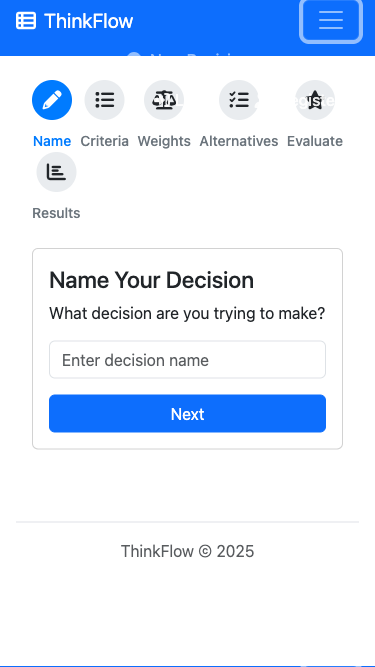 ThinkFlow
Name Criteria Weights Alternatives Evaluate
Results
Name Your Decision
What decision are you trying to make?
Enter decision name
Next
ThinkFlow © 2025